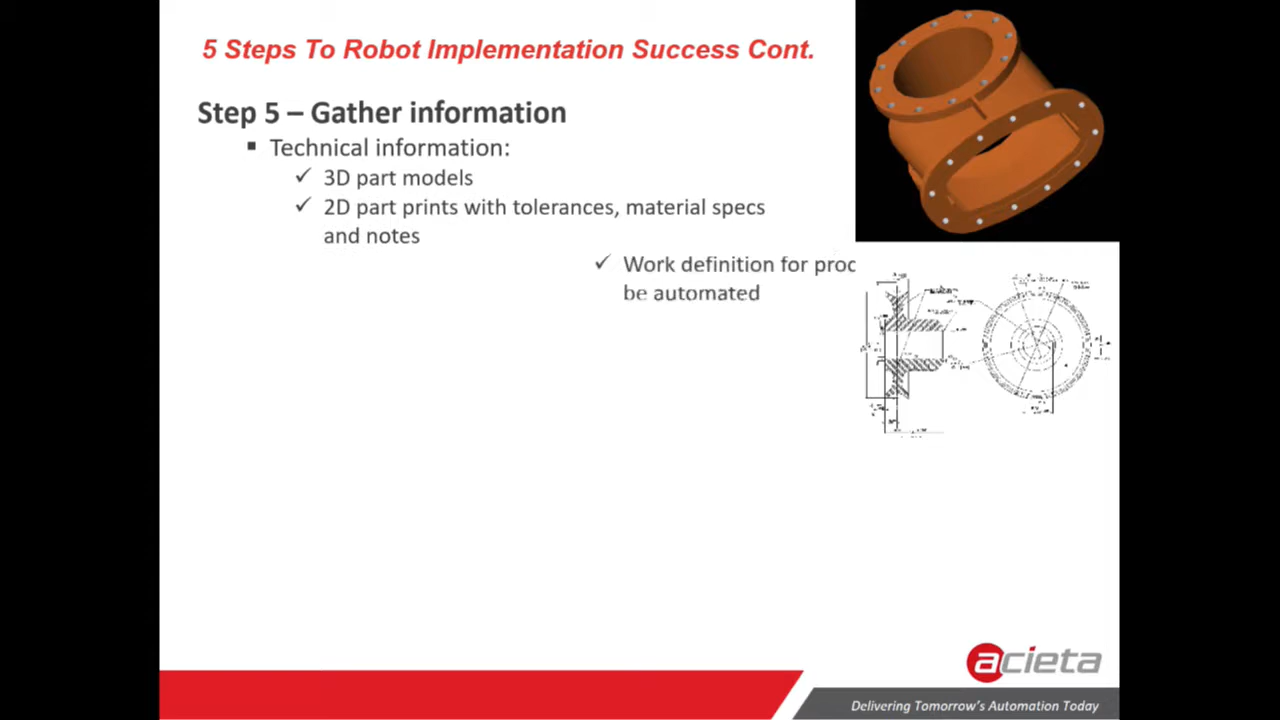 5 Steps To Robot Implementation Success Cont.
Step 5 – Gather information
Technical information:
3D part models
2D part prints with tolerances, material specs
and notes
Work definition for proc
be automated
acieta
Delivering Tomorrow's Automation Today